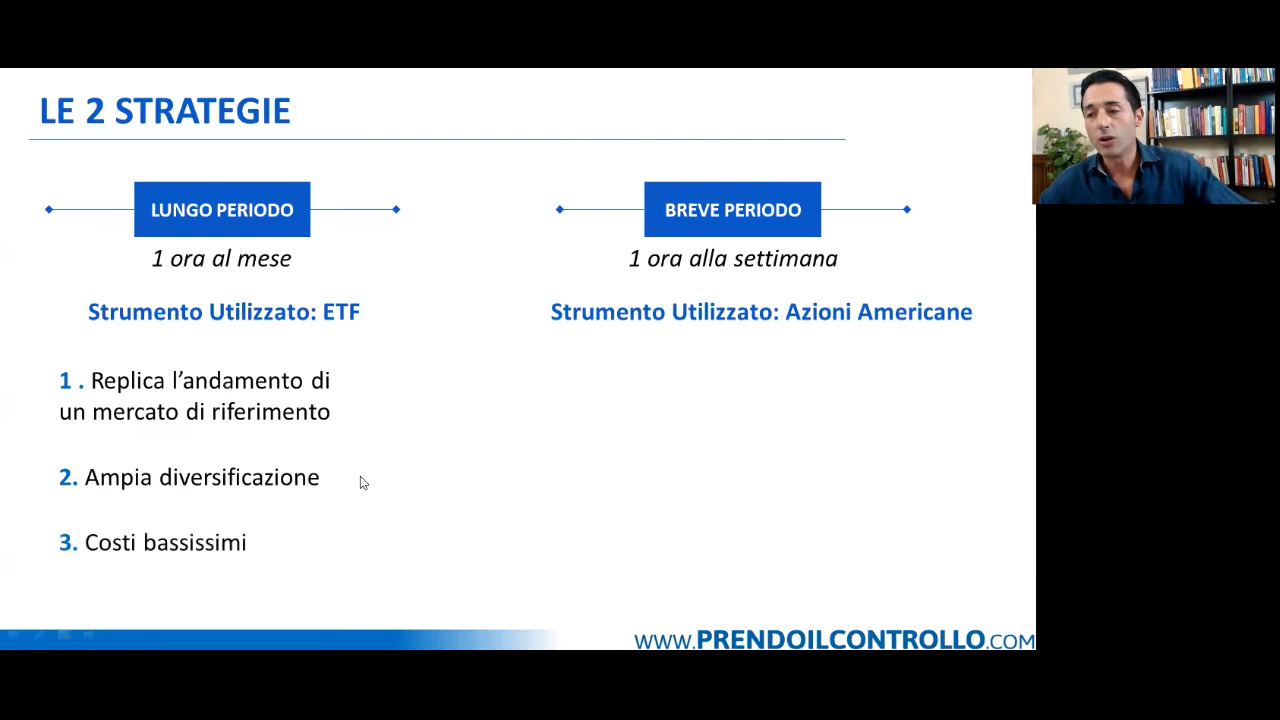 LE 2 STRATEGIE
LUNGO PERIODO
1 ora al mese
Strumento Utilizzato: ETF
1 . Replica l’andamento di
un mercato di riferimento
2. Ampia diversificazione
3. Costi bassissimi
BREVE PERIODO
1 ora alla settimana
Strumento Utilizzato: Azioni Americane
WWW.PRENDOILCONTROLLO.COM